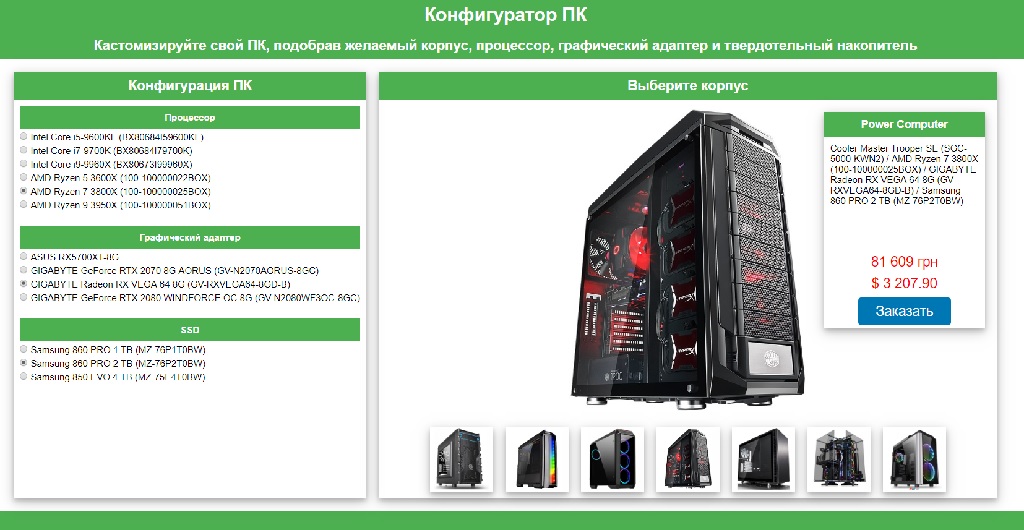 Конфигуратор ПК
Кастомизируйте свой ПК, подобрав желаемый корпус, процессор, графический адаптер и твердотельный накопитель
Конфигурация ПК
Процессор
Intel Core i5-9600KF (BX80684I59600KF)
Intel Core i7-9700K (BX80684I79700K)
Intel Core i9-9960X (BX80673I99960X)
AMD Ryzen 5 3600X (100-100000022BOX)
AMD Ryzen 7 3800X (100-100000025BOX)
AMD Ryzen 9 3950X (100-100000051BOX)
Графический адаптер
ASUS RX5700XT-8G
GIGABYTE GeForce RTX 2070 8G AORUS (GV-N2070AORUS-8GC)
GIGABYTE Radeon RX VEGA 64 8G (GV-RXVEGA64-8GD-B)
GIGABYTE GeForce RTX 2080 WINDFORCE OC 8G (GV-N2080WF3OC-8GC)
SSD
Samsung 860 PRO 1 TB (MZ-76P1T0BW)
Samsung 860 PRO 2 TB (MZ-76P2T0BW)
Samsung 850 EVO 4 TB (MZ-75E4T0BW)
Выберите корпус
Power Computer
Cooler Master Trooper SE (SGC-
5000-KWN2) / AMD Ryzen 7 3800X
(100-100000025BOX) / GIGABYTE
Radeon RX VEGA 64 8G (GV-
RXVEGA64-8GD-B) / Samsung
860 PRO 2 TB (MZ-76P2T0BW)
81 609 грн
$ 3 207.90
Заказать